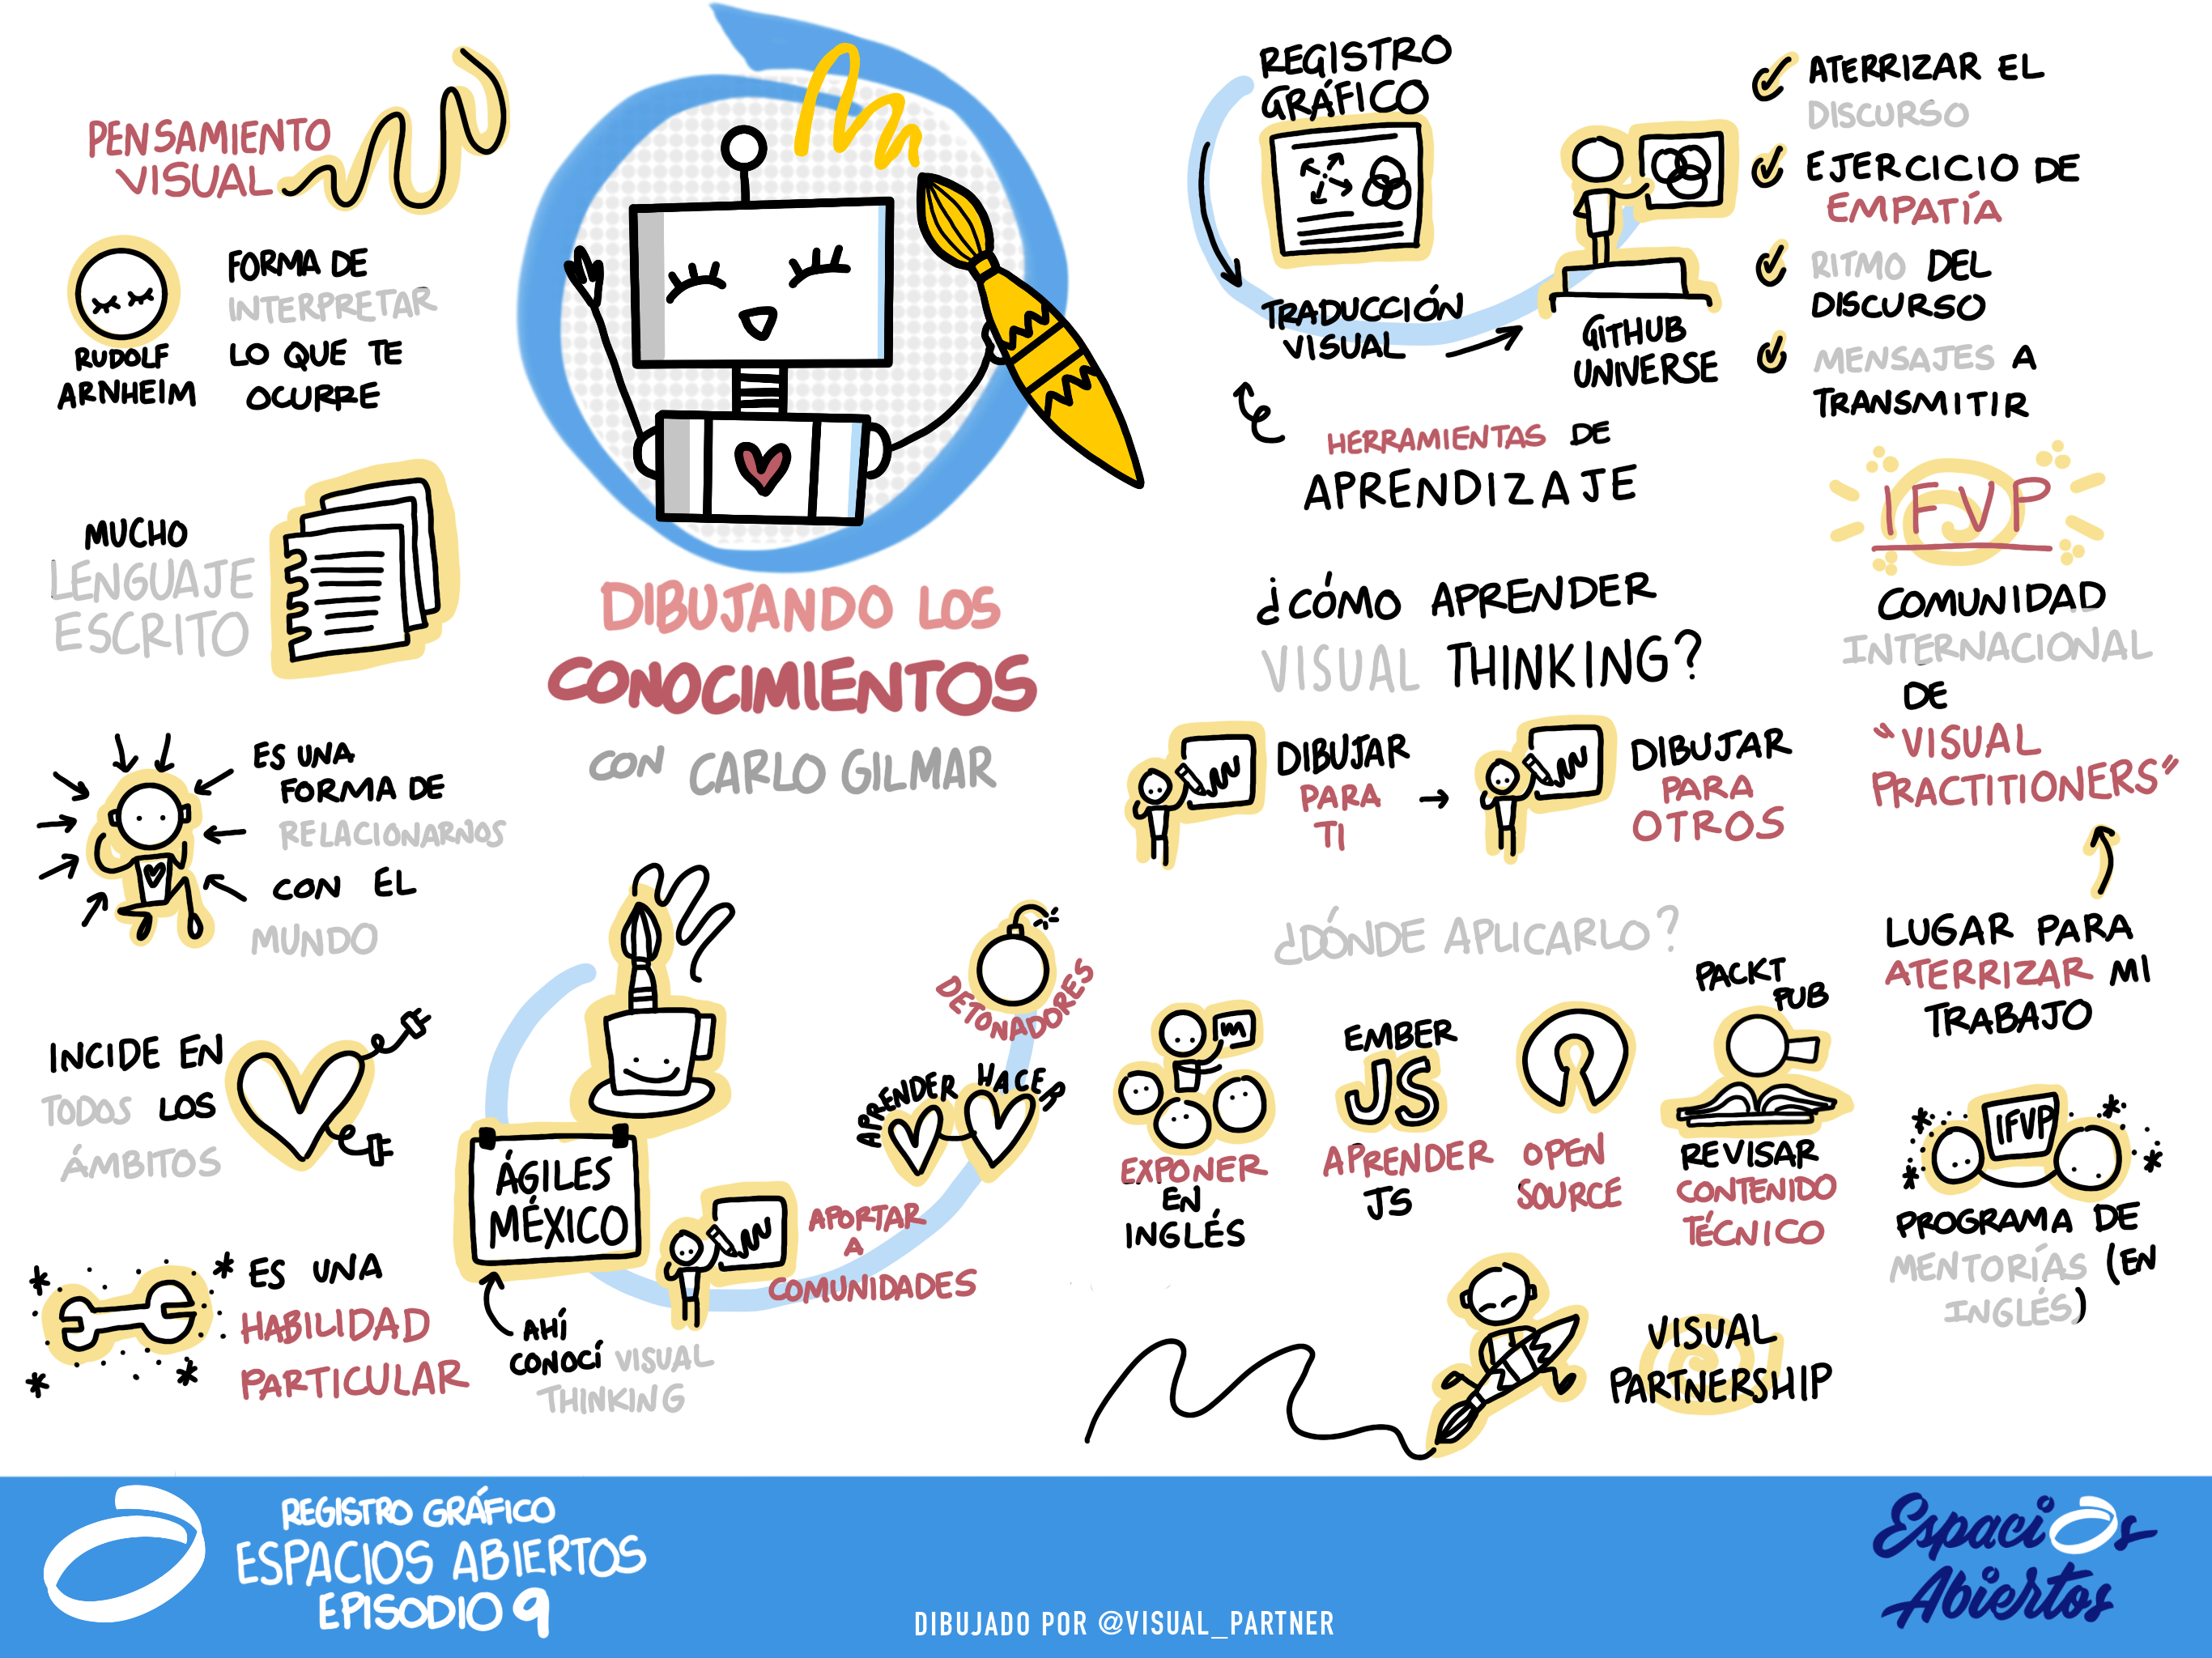 PENSAMIENTO
VISUAL
RUDOLF
ARNHEIM
FORMA DE
INTERPRETAR
LO QUE TE
OCURRE
MUCHO
LENGUAJE
ESCRITO
ES UNA
FORMA DE
RELACIONARNOS
CON EL
MUNDO
INCIDE EN
TODOS LOS
ÁMBITOS
ES UNA
HABILIDAD
PARTICULAR
DIBUJANDO LOS
CONOCIMIENTOS
CON CARLO GILMAR
ÁGILES
MÉXICO
AHÍ
CONOCÍ VISUAL
THINKING
APORTAR
A
COMUNIDADES
APRENDER HACER
DETONADORES
REGISTRO
GRÁFICO
TRADUCCIÓN
VISUAL
GITHUB
UNIVERSE
HERRAMIENTAS DE
APRENDIZAJE
ATERRIZAR EL
DISCURSO
EJERCICIO DE
EMPATÍA
RITMO DEL
DISCURSO
MENSAJES A
TRANSMITIR
¿CÓMO APRENDER
VISUAL THINKING?
DIBUJAR
PARA
TI
DIBUJAR
PARA
OTROS
¿DÓNDE APLICARLO?
EXPONER
EN
INGLÉS
EMBER
JS
APRENDER
JS
OPEN
SOURCE
PACKT
PUB
REVISAR
CONTENIDO
TÉCNICO
IFVP
COMUNIDAD
INTERNACIONAL
DE
"VISUAL
PRACTITIONERS"
LUGAR PARA
ATERRIZAR MI
TRABAJO
IFVP
PROGRAMA DE
MENTORÍAS (EN
INGLÉS)
VISUAL
PARTNERSHIP
REGISTRO GRÁFICO
ESPACIOS ABIERTOS
EPISODIO 9
DIBUJADO POR @VISUAL_PARTNER
Espacios
Abiertos